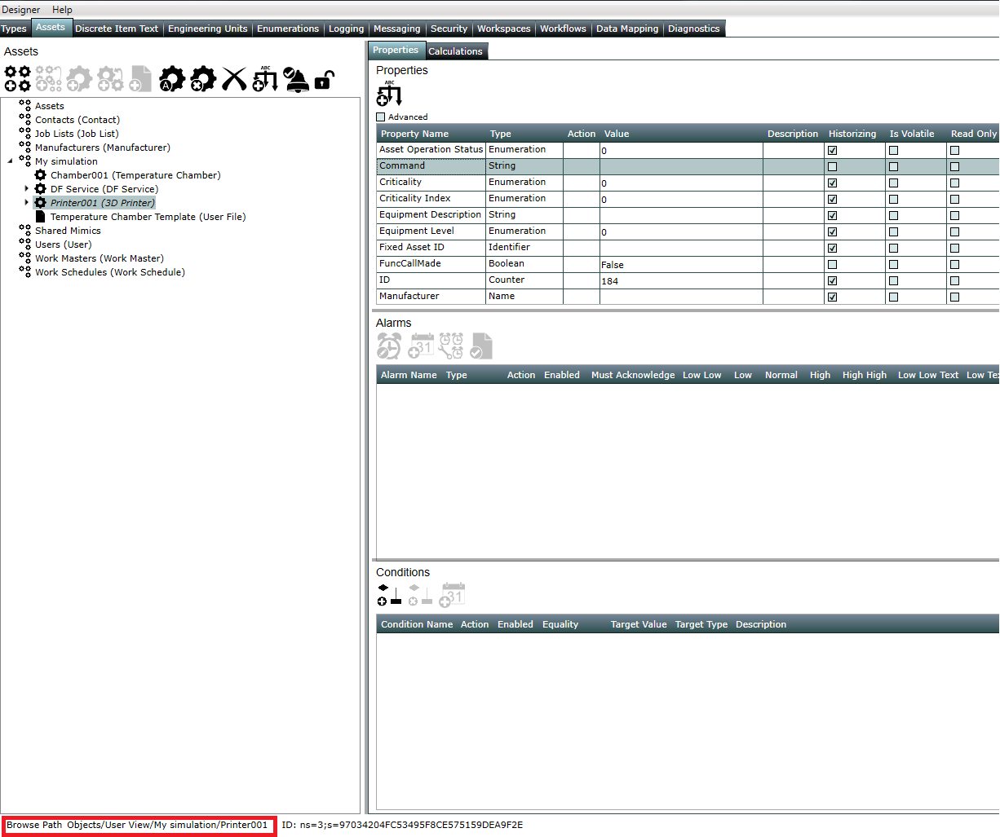 Designer Help
Types Assets Discrete Item Text Engineering Units Enumerations Logging Messaging Security Workspaces Workflows Data Mapping Diagnostics
Assets
Assets
Contacts (Contact)
Job Lists (Job List)
Manufacturers (Manufacturer)
My simulation
Chamber001 (Temperature Chamber)
DF Service (DF Service)
Printer001 (3D Printer)
Temperature Chamber Template (User File)
Shared Mimics
Users (User)
Work Masters (Work Master)
Work Schedules (Work Schedule)
Properties Calculations
Properties
ABC
Advanced
Property Name Type Action Value Description Historizing Is Volatile Read Only
Asset Operation Status Enumeration 0
Command String
Criticality Enumeration 0
Criticality Index Enumeration 0
Equipment Description String
Equipment Level Enumeration 0
Fixed Asset ID Identifier
FuncCallMade Boolean False
ID Counter 184
Manufacturer Name
Alarms
31
Alarm Name Type Action Enabled Must Acknowledge Low Low Low Normal High High High Low Low Text Low Tex
Conditions
31
Condition Name Action Enabled Equality Target Value Target Type Description
Browse Path Objects/User View/My simulation/Printer001 ID: ns=3;s=97034204FC53495F8CE575159DEA9F2E